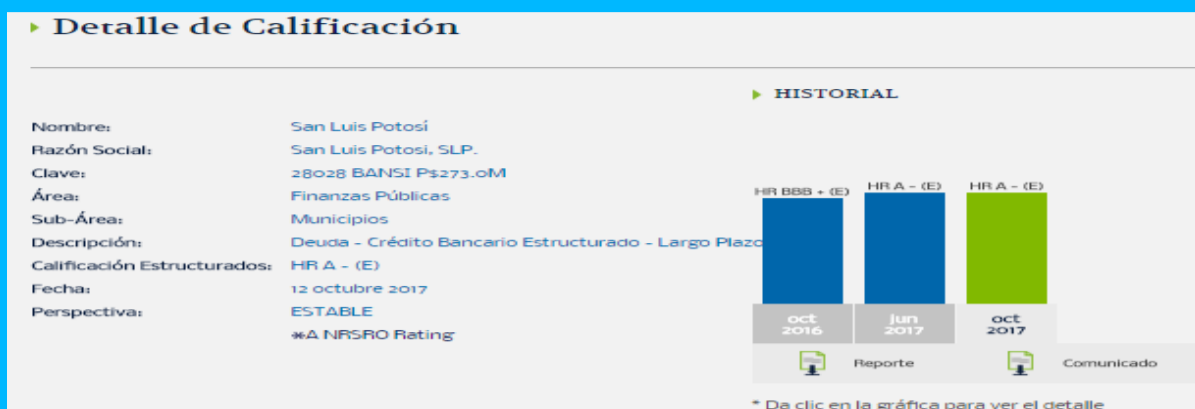 Detalle de Calificación
Nombre: San Luis Potosí
Razón Social: San Luis Potosi, SLP.
Clave: 28028 BANSI P$273.0M
Área: Finanzas Públicas
Sub-Área: Municipios
Descripción: Deuda - Crédito Bancario Estructurado - Largo Plazo
Calificación Estructurados: HR A - (E)
Fecha: 12 octubre 2017
Perspectiva: ESTABLE
*A NRSRO Rating
HISTORIAL
HR BBB + (E) HR A - (E) HR A - (E)
oct jun oct
2016 2017 2017
Reporte Comunicado
* Da clic en la gráfica para ver el detalle